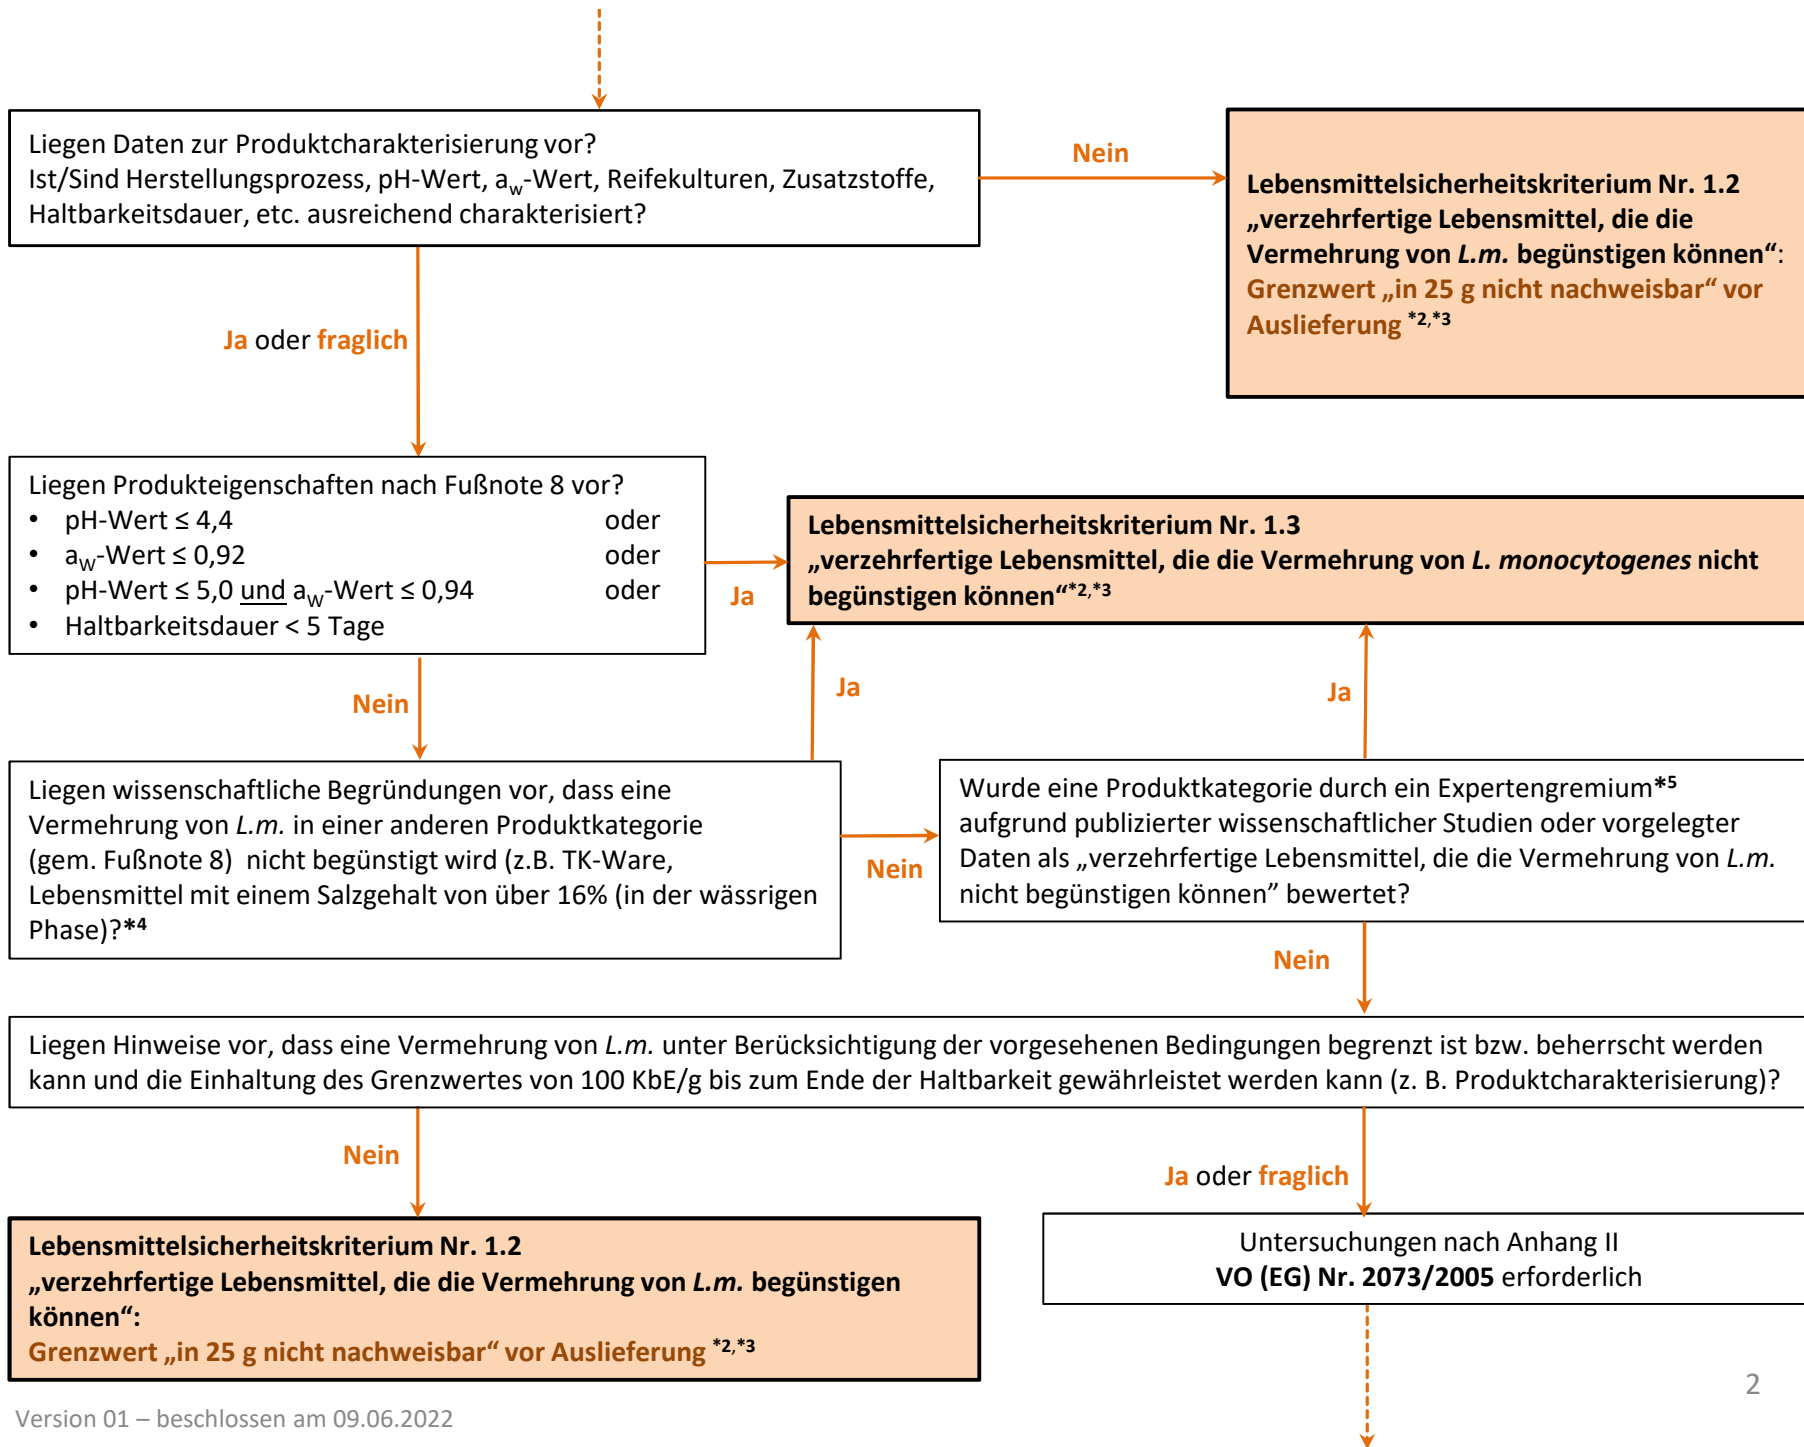 Liegen Daten zur Produktcharakterisierung vor?
Ist/Sind Herstellungsprozess, pH-Wert, aw-Wert, Reifekulturen, Zusatzstoffe,
Haltbarkeitsdauer, etc. ausreichend charakterisiert?
Nein
Lebensmittelsicherheitskriterium Nr. 1.2
„verzehrfertige Lebensmittel, die die
Vermehrung von L.m. begünstigen können“:
Grenzwert „in 25 g nicht nachweisbar“ vor
Auslieferung *2,*3
Ja oder fraglich
Liegen Produkteigenschaften nach Fußnote 8 vor?
• pH-Wert ≤ 4,4 oder
• aW-Wert ≤ 0,92 oder
• pH-Wert ≤ 5,0 und aW-Wert ≤ 0,94 oder
• Haltbarkeitsdauer < 5 Tage
Ja
Lebensmittelsicherheitskriterium Nr. 1.3
„verzehrfertige Lebensmittel, die die Vermehrung von L. monocytogenes nicht
begünstigen können“*2,*3
Nein
Ja
Ja
Liegen wissenschaftliche Begründungen vor, dass eine
Vermehrung von L.m. in einer anderen Produktkategorie
(gem. Fußnote 8) nicht begünstigt wird (z.B. TK-Ware,
Lebensmittel mit einem Salzgehalt von über 16% (in der wässrigen
Phase)?*4
Nein
Wurde eine Produktkategorie durch ein Expertengremium*5
aufgrund publizierter wissenschaftlicher Studien oder vorgelegter
Daten als „verzehrfertige Lebensmittel, die die Vermehrung von L.m.
nicht begünstigen können” bewertet?
Nein
Liegen Hinweise vor, dass eine Vermehrung von L.m. unter Berücksichtigung der vorgesehenen Bedingungen begrenzt ist bzw. beherrscht werden
kann und die Einhaltung des Grenzwertes von 100 KbE/g bis zum Ende der Haltbarkeit gewährleistet werden kann (z. B. Produktcharakterisierung)?
Nein
Ja oder fraglich
Lebensmittelsicherheitskriterium Nr. 1.2
„verzehrfertige Lebensmittel, die die Vermehrung von L.m. begünstigen
können“:
Grenzwert „in 25 g nicht nachweisbar“ vor Auslieferung *2,*3
Untersuchungen nach Anhang II
VO (EG) Nr. 2073/2005 erforderlich
2
Version 01 – beschlossen am 09.06.2022